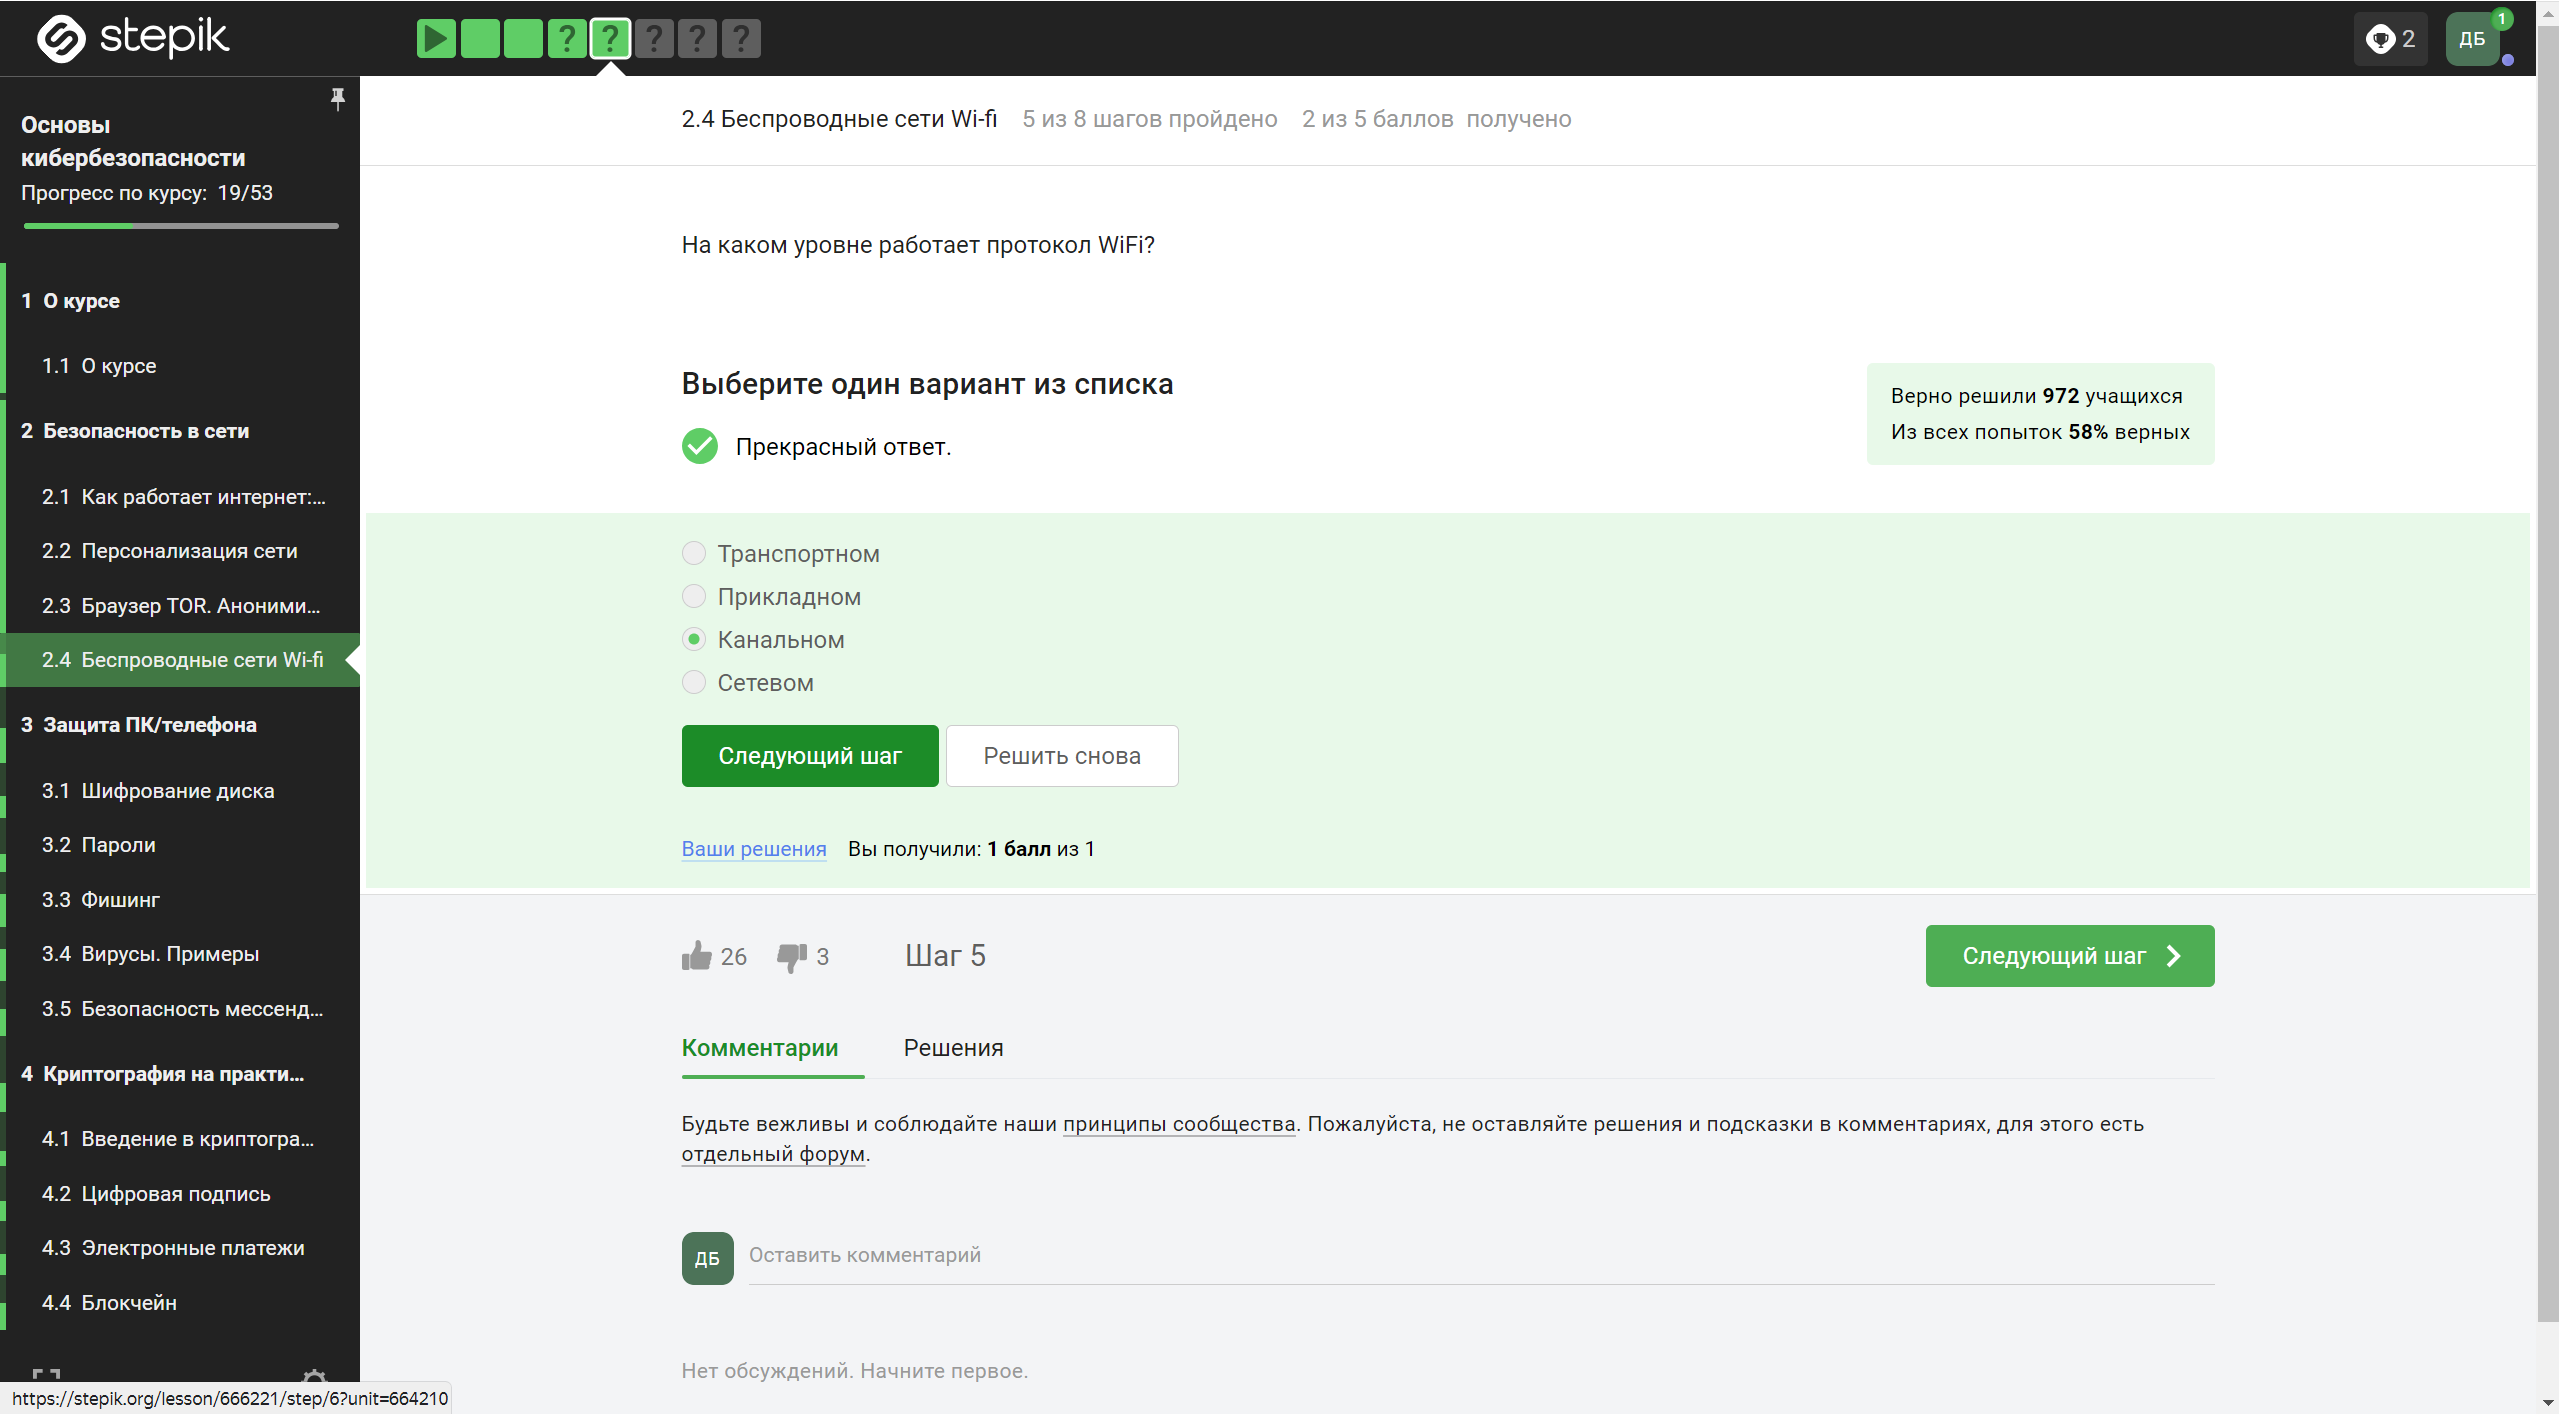 stepik
? ? ? ? ?
2
ДБ
1
Основы
кибербезопасности
Прогресс по курсу: 19/53
1 О курсе
1.1 О курсе
2 Безопасность в сети
2.1 Как работает интернет:...
2.2 Персонализация сети
2.3 Браузер TOR. Аноними...
2.4 Беспроводные сети Wi-fi
3 Защита ПК/телефона
3.1 Шифрование диска
3.2 Пароли
3.3 Фишинг
3.4 Вирусы. Примеры
3.5 Безопасность мессенд...
4 Криптография на практи...
4.1 Введение в криптогра...
4.2 Цифровая подпись
4.3 Электронные платежи
4.4 Блокчейн
https://stepik.org/lesson/666221/step/6?unit=664210
2.4 Беспроводные сети Wi-fi 5 из 8 шагов пройдено 2 из 5 баллов получено
На каком уровне работает протокол WiFi?
Выберите один вариант из списка
Прекрасный ответ.
Верно решили 972 учащихся
Из всех попыток 58% верных
Транспортном
Прикладном
Канальном
Сетевом
Следующий шаг
Решить снова
Ваши решения Вы получили: 1 балл из 1
26 3 Шаг 5
Следующий шаг
Комментарии Решения
Будьте вежливы и соблюдайте наши принципы сообщества. Пожалуйста, не оставляйте решения и подсказки в комментариях, для этого есть
отдельный форум.
ДБ
Оставить комментарий
Нет обсуждений. Начните первое.